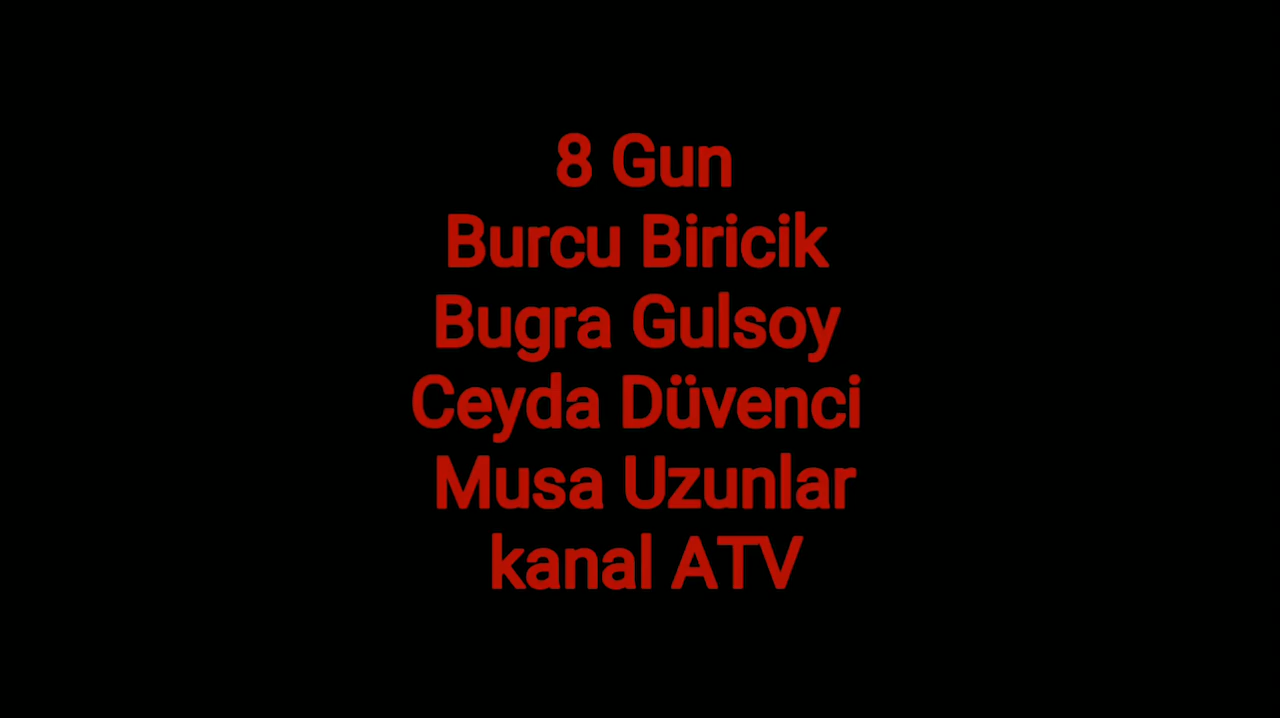 8 Gun
Burcu Biricik
Bugra Gulsoy
Ceyda Düvenci
Musa Uzunlar
kanal ATV